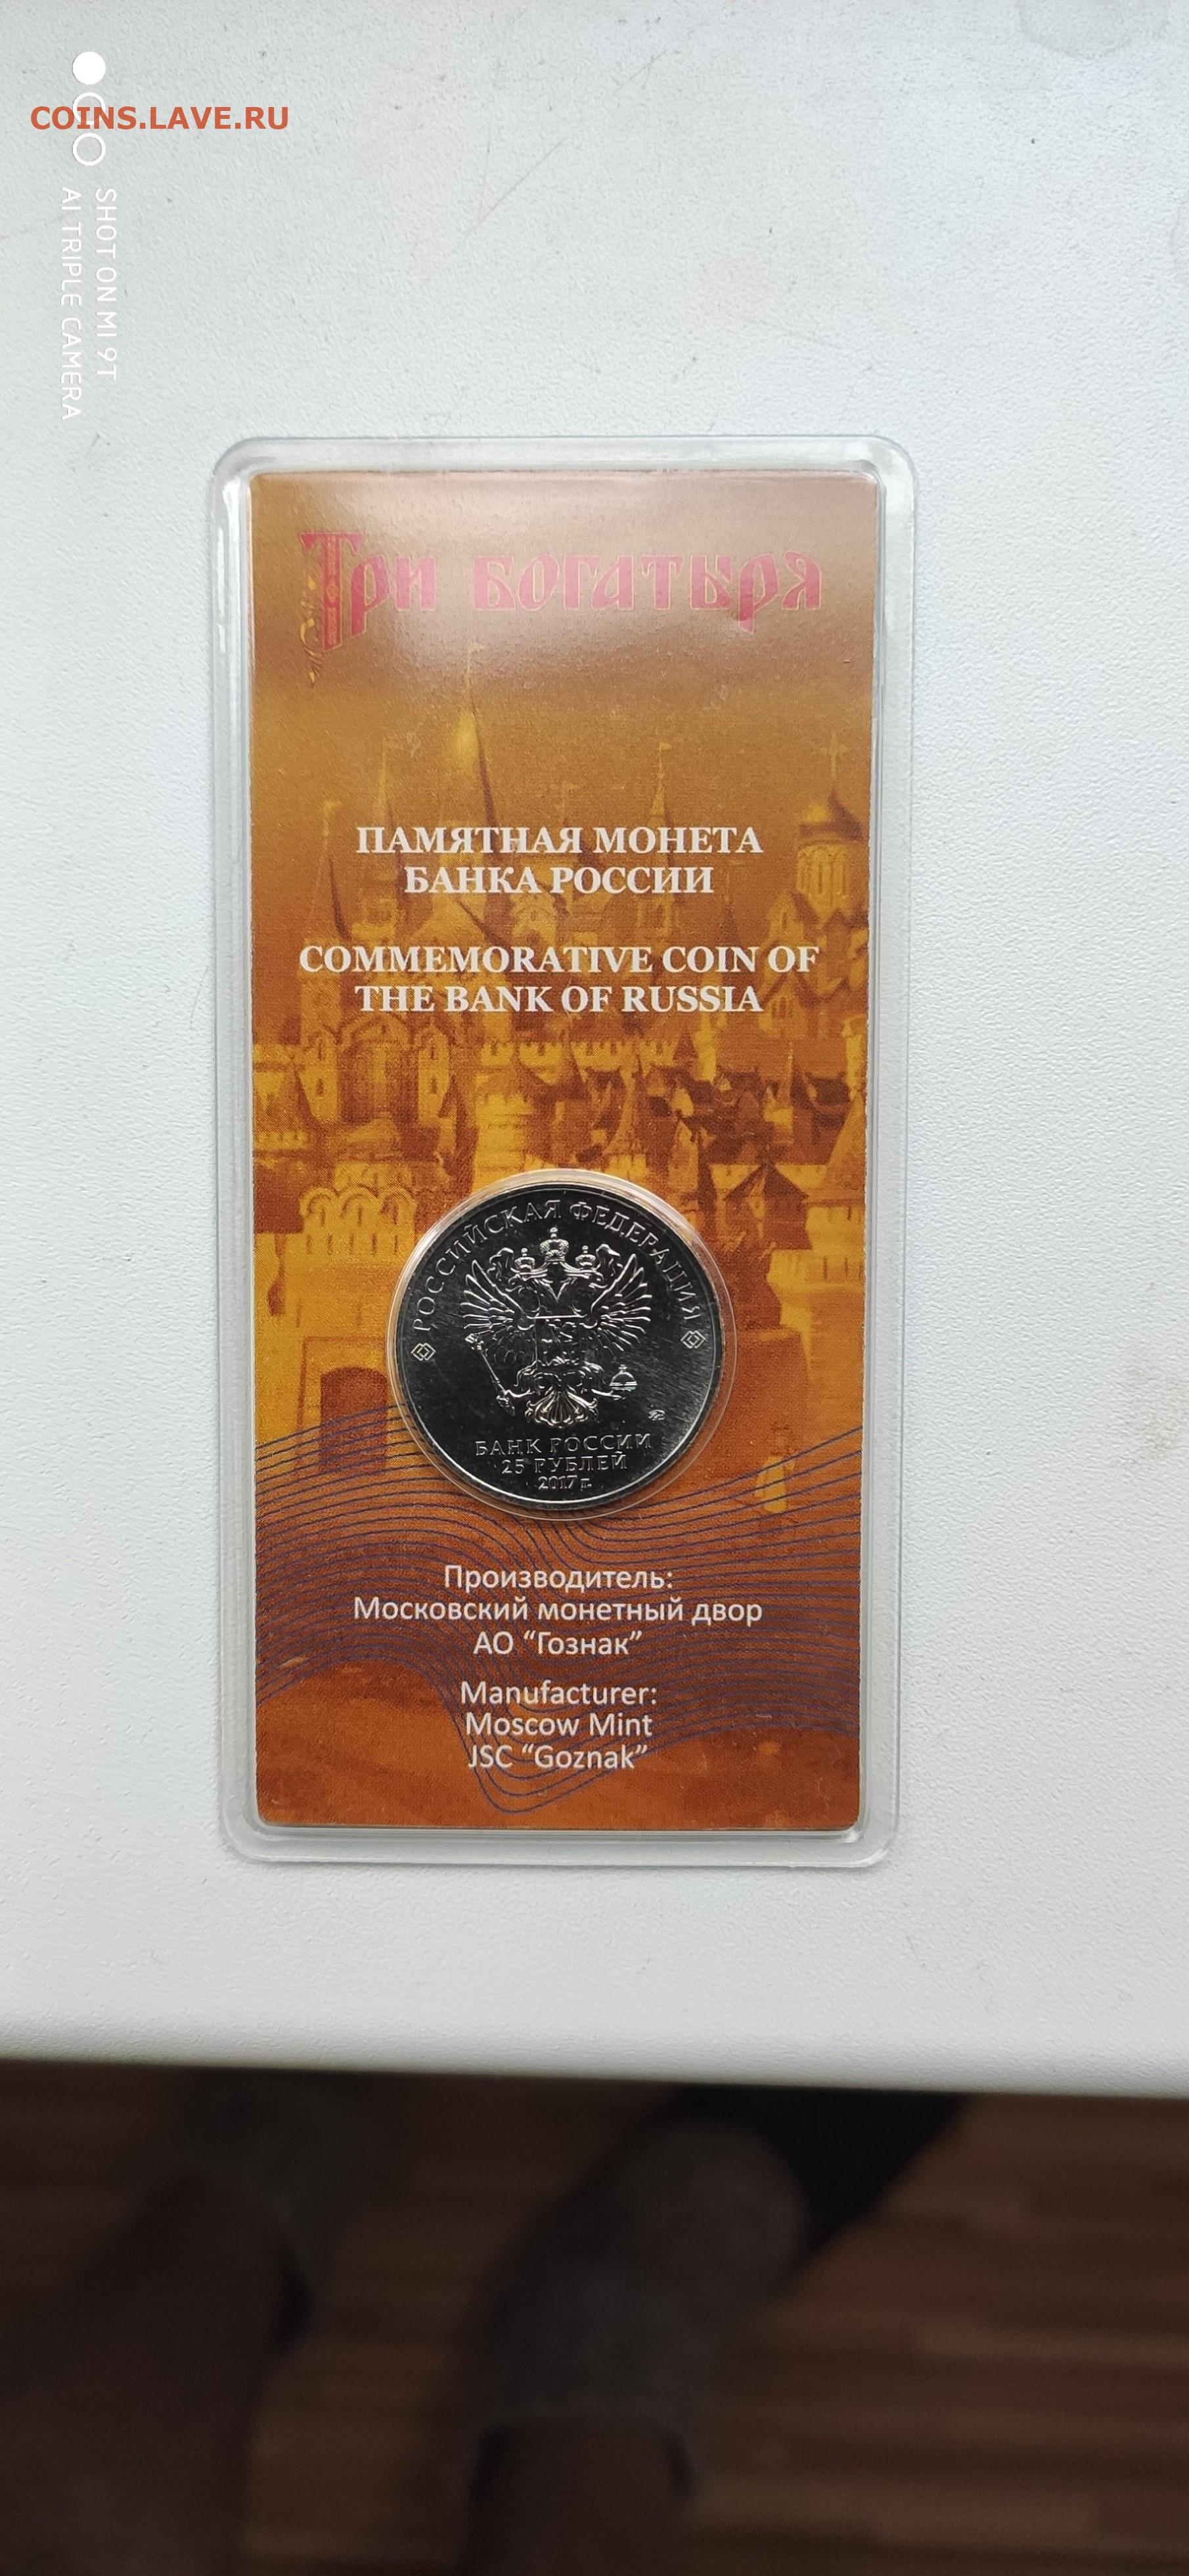 COINS.LAVE.RU
SHOT ON MI 9T
AI TRIPLE CAMERA
Три богатыря
ПАМЯТНАЯ МОНЕТА
БАНКА РОССИИ
COMMEMORATIVE COIN OF
THE BANK OF RUSSIA
РОССИЙСКАЯ ФЕДЕРАЦИЯ
БАНК РОССИИ
25 РУБЛЕЙ
2017 г.
Производитель:
Московский монетный двор
АО “Гознак”
Manufacturer:
Moscow Mint
JSC “Goznak”